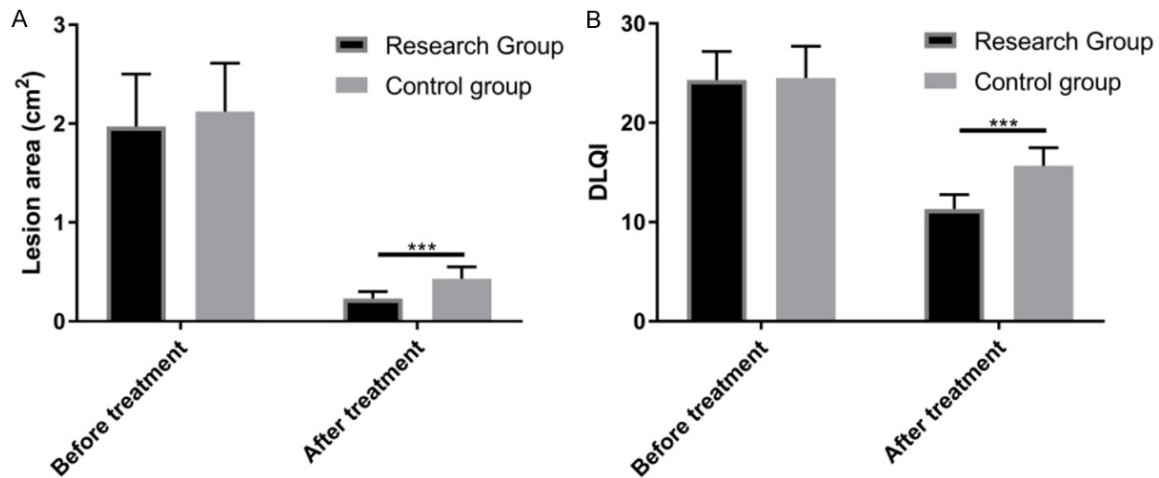 A
Lesion area (cm²)
3
2
1
0
Research Group
Control group
***
Before treatment
After treatment
B
DLQI
30
20
10
0
Research Group
Control group
***
Before treatment
After treatment